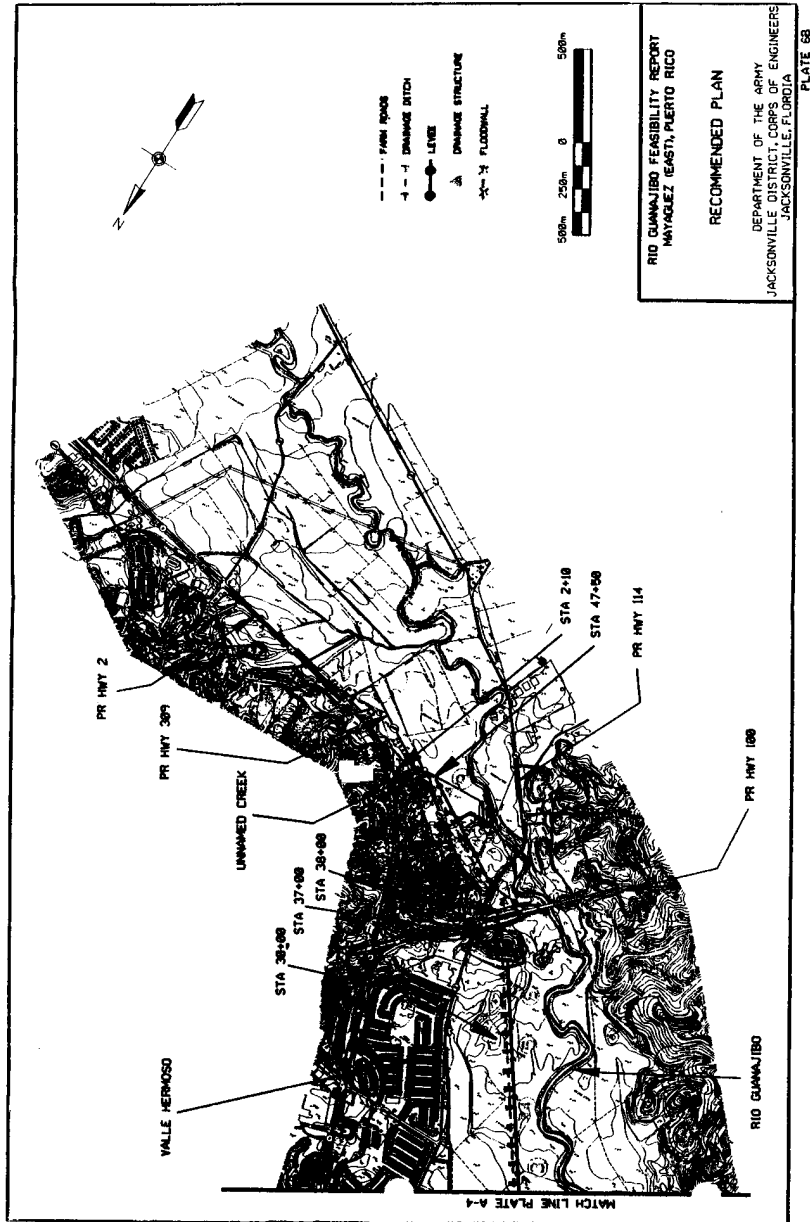 N
FARM ROADS
DRAINAGE DITCH
LEVEE
DRAINAGE STRUCTURE
FLOODWALL
500m 250m 0 500m
VALLE HERMOSO
STA 30+00
STA 37+00
STA 38+00
UNNAMED CREEK
PR HWY 309
PR HWY 2
STA 2+10
STA 47+50
PR HWY 114
PR HWY 100
RIO GUANAJIBO
MATCH LINE PLATE A-4
RIO GUANAJIBO FEASIBILITY REPORT
MAYAGUEZ (EAST), PUERTO RICO
RECOMMENDED PLAN
DEPARTMENT OF THE ARMY
JACKSONVILLE DISTRICT, CORPS OF ENGINEERS
JACKSONVILLE, FLORDIA
PLATE 6B